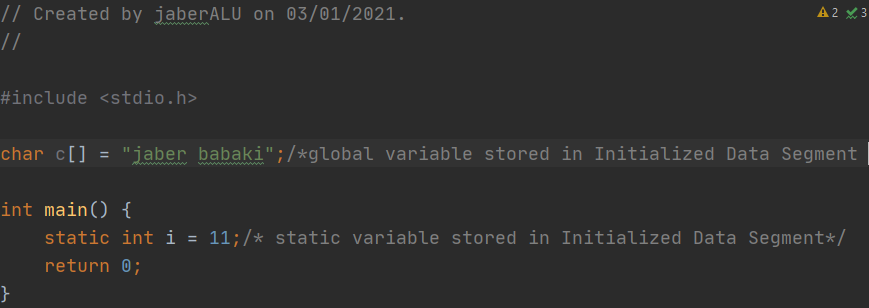 // Created by jaberALU on 03/01/2021.
2 3
//
#include <stdio.h>
char c[] = "jaber babaki";/*global variable stored in Initialized Data Segment
int main() {
static int i = 11;/* static variable stored in Initialized Data Segment*/
return 0;
}